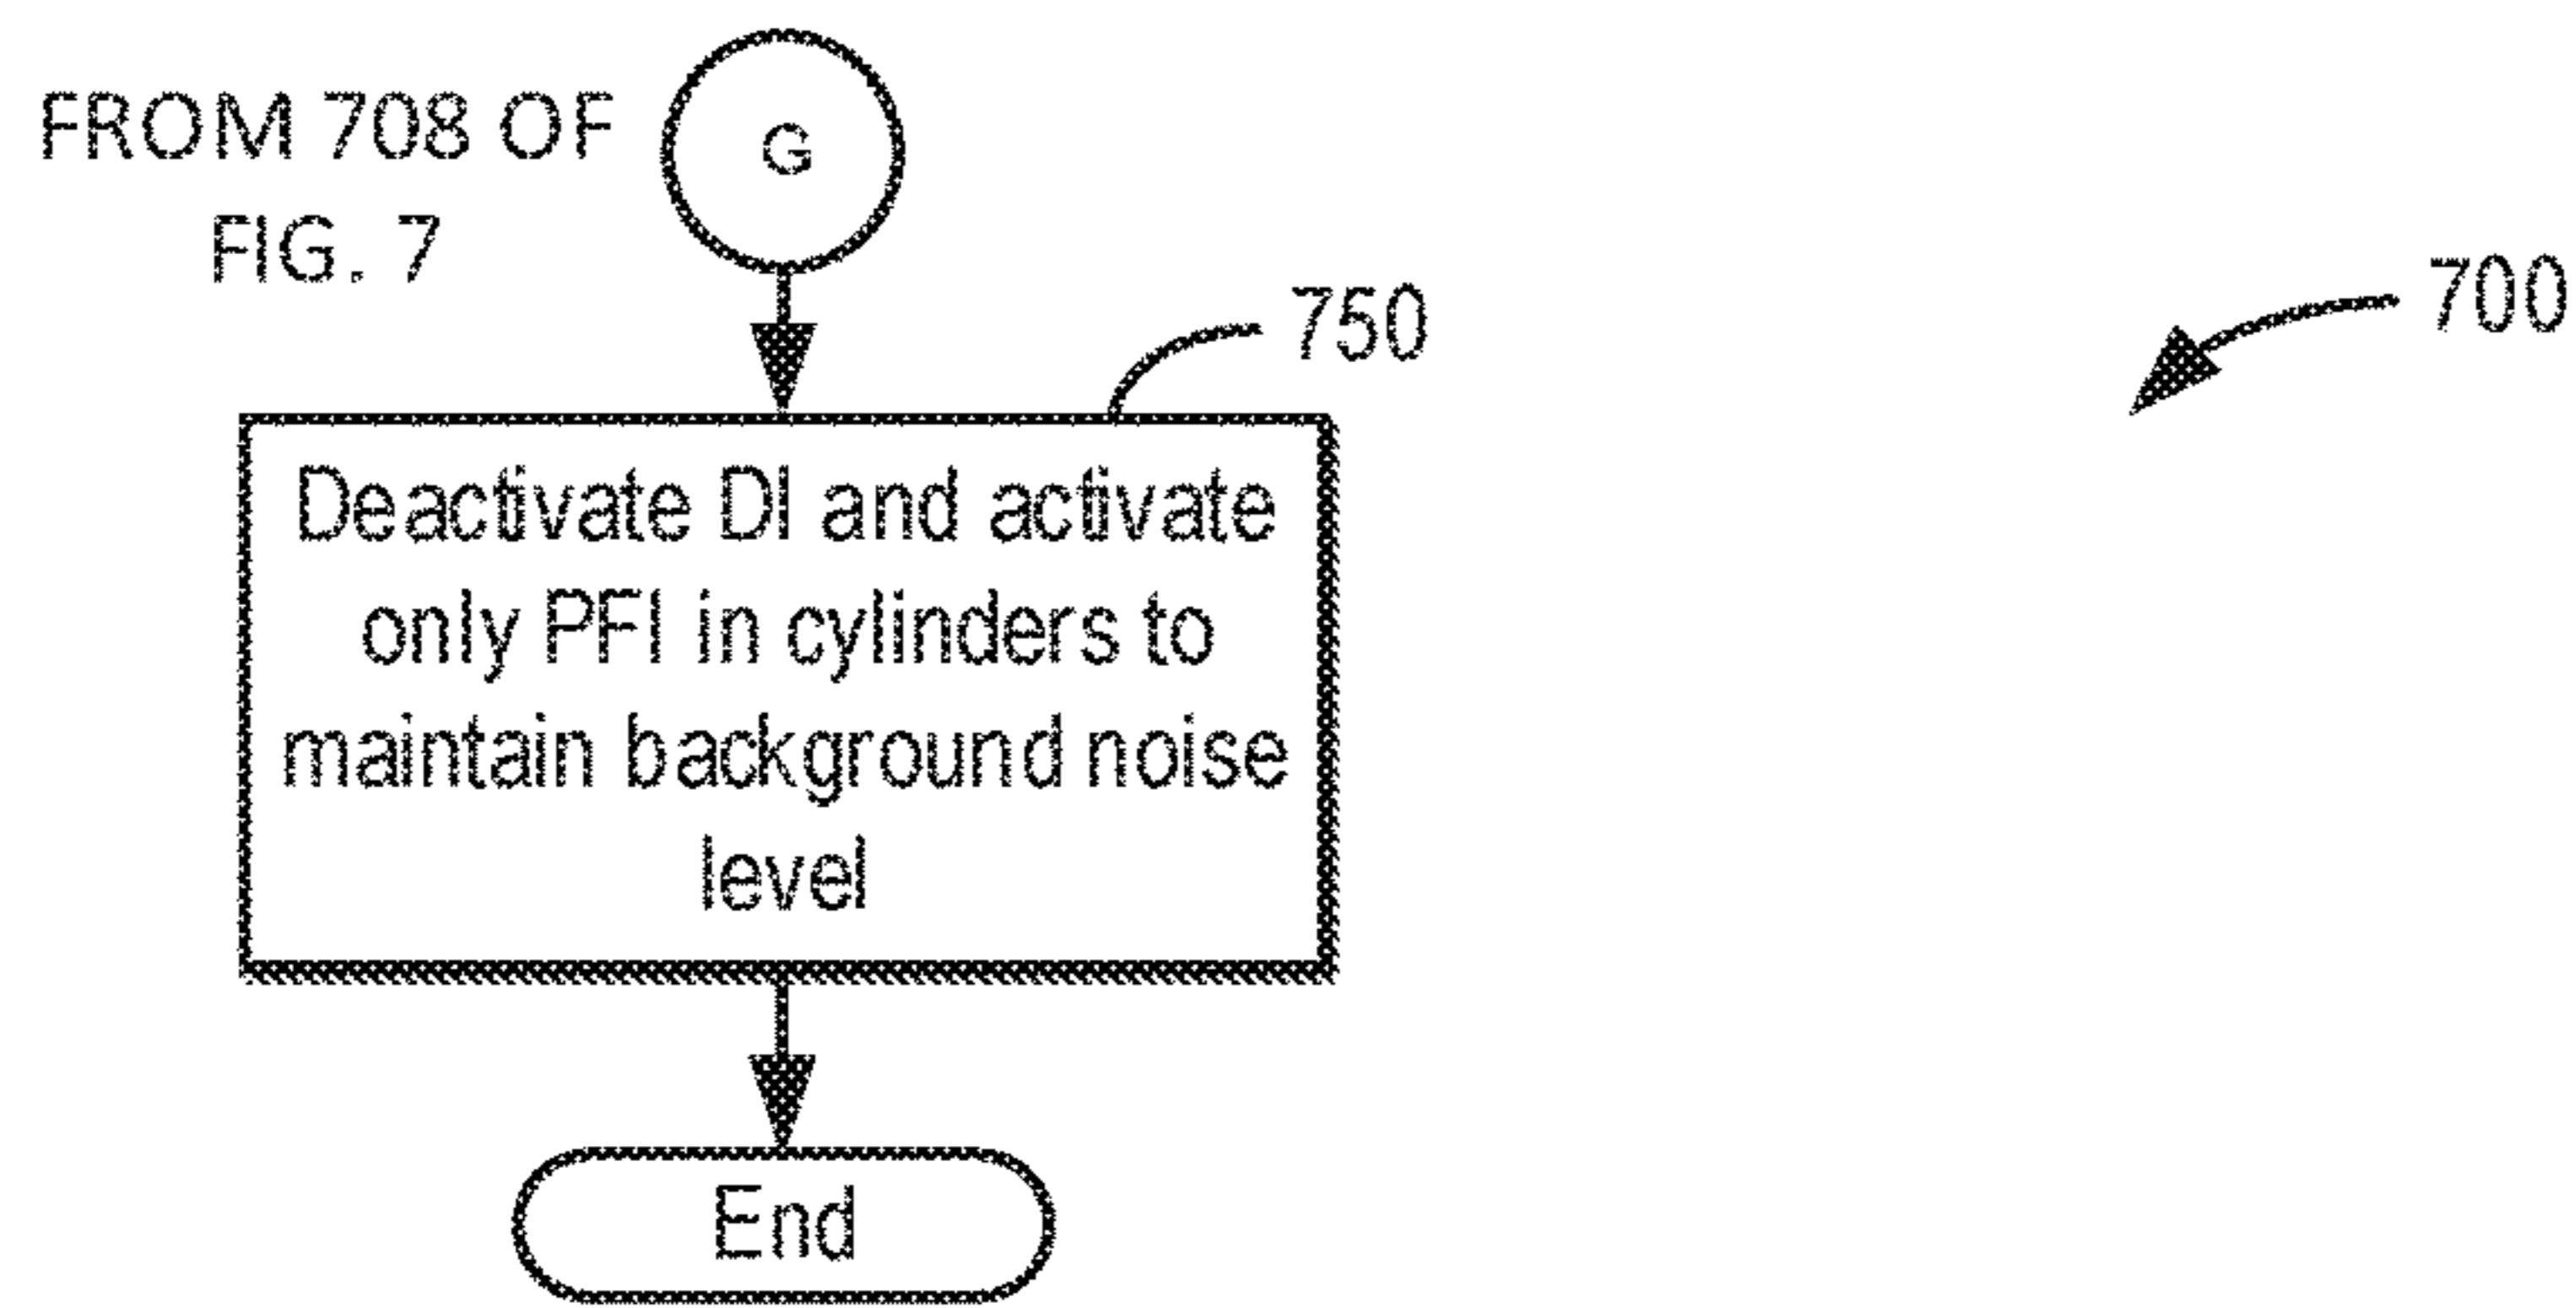 FROM 708 OF
FIG. 7
G
750
700
Deactivate DI and activate
only PFI in cylinders to
maintain background noise
level
End